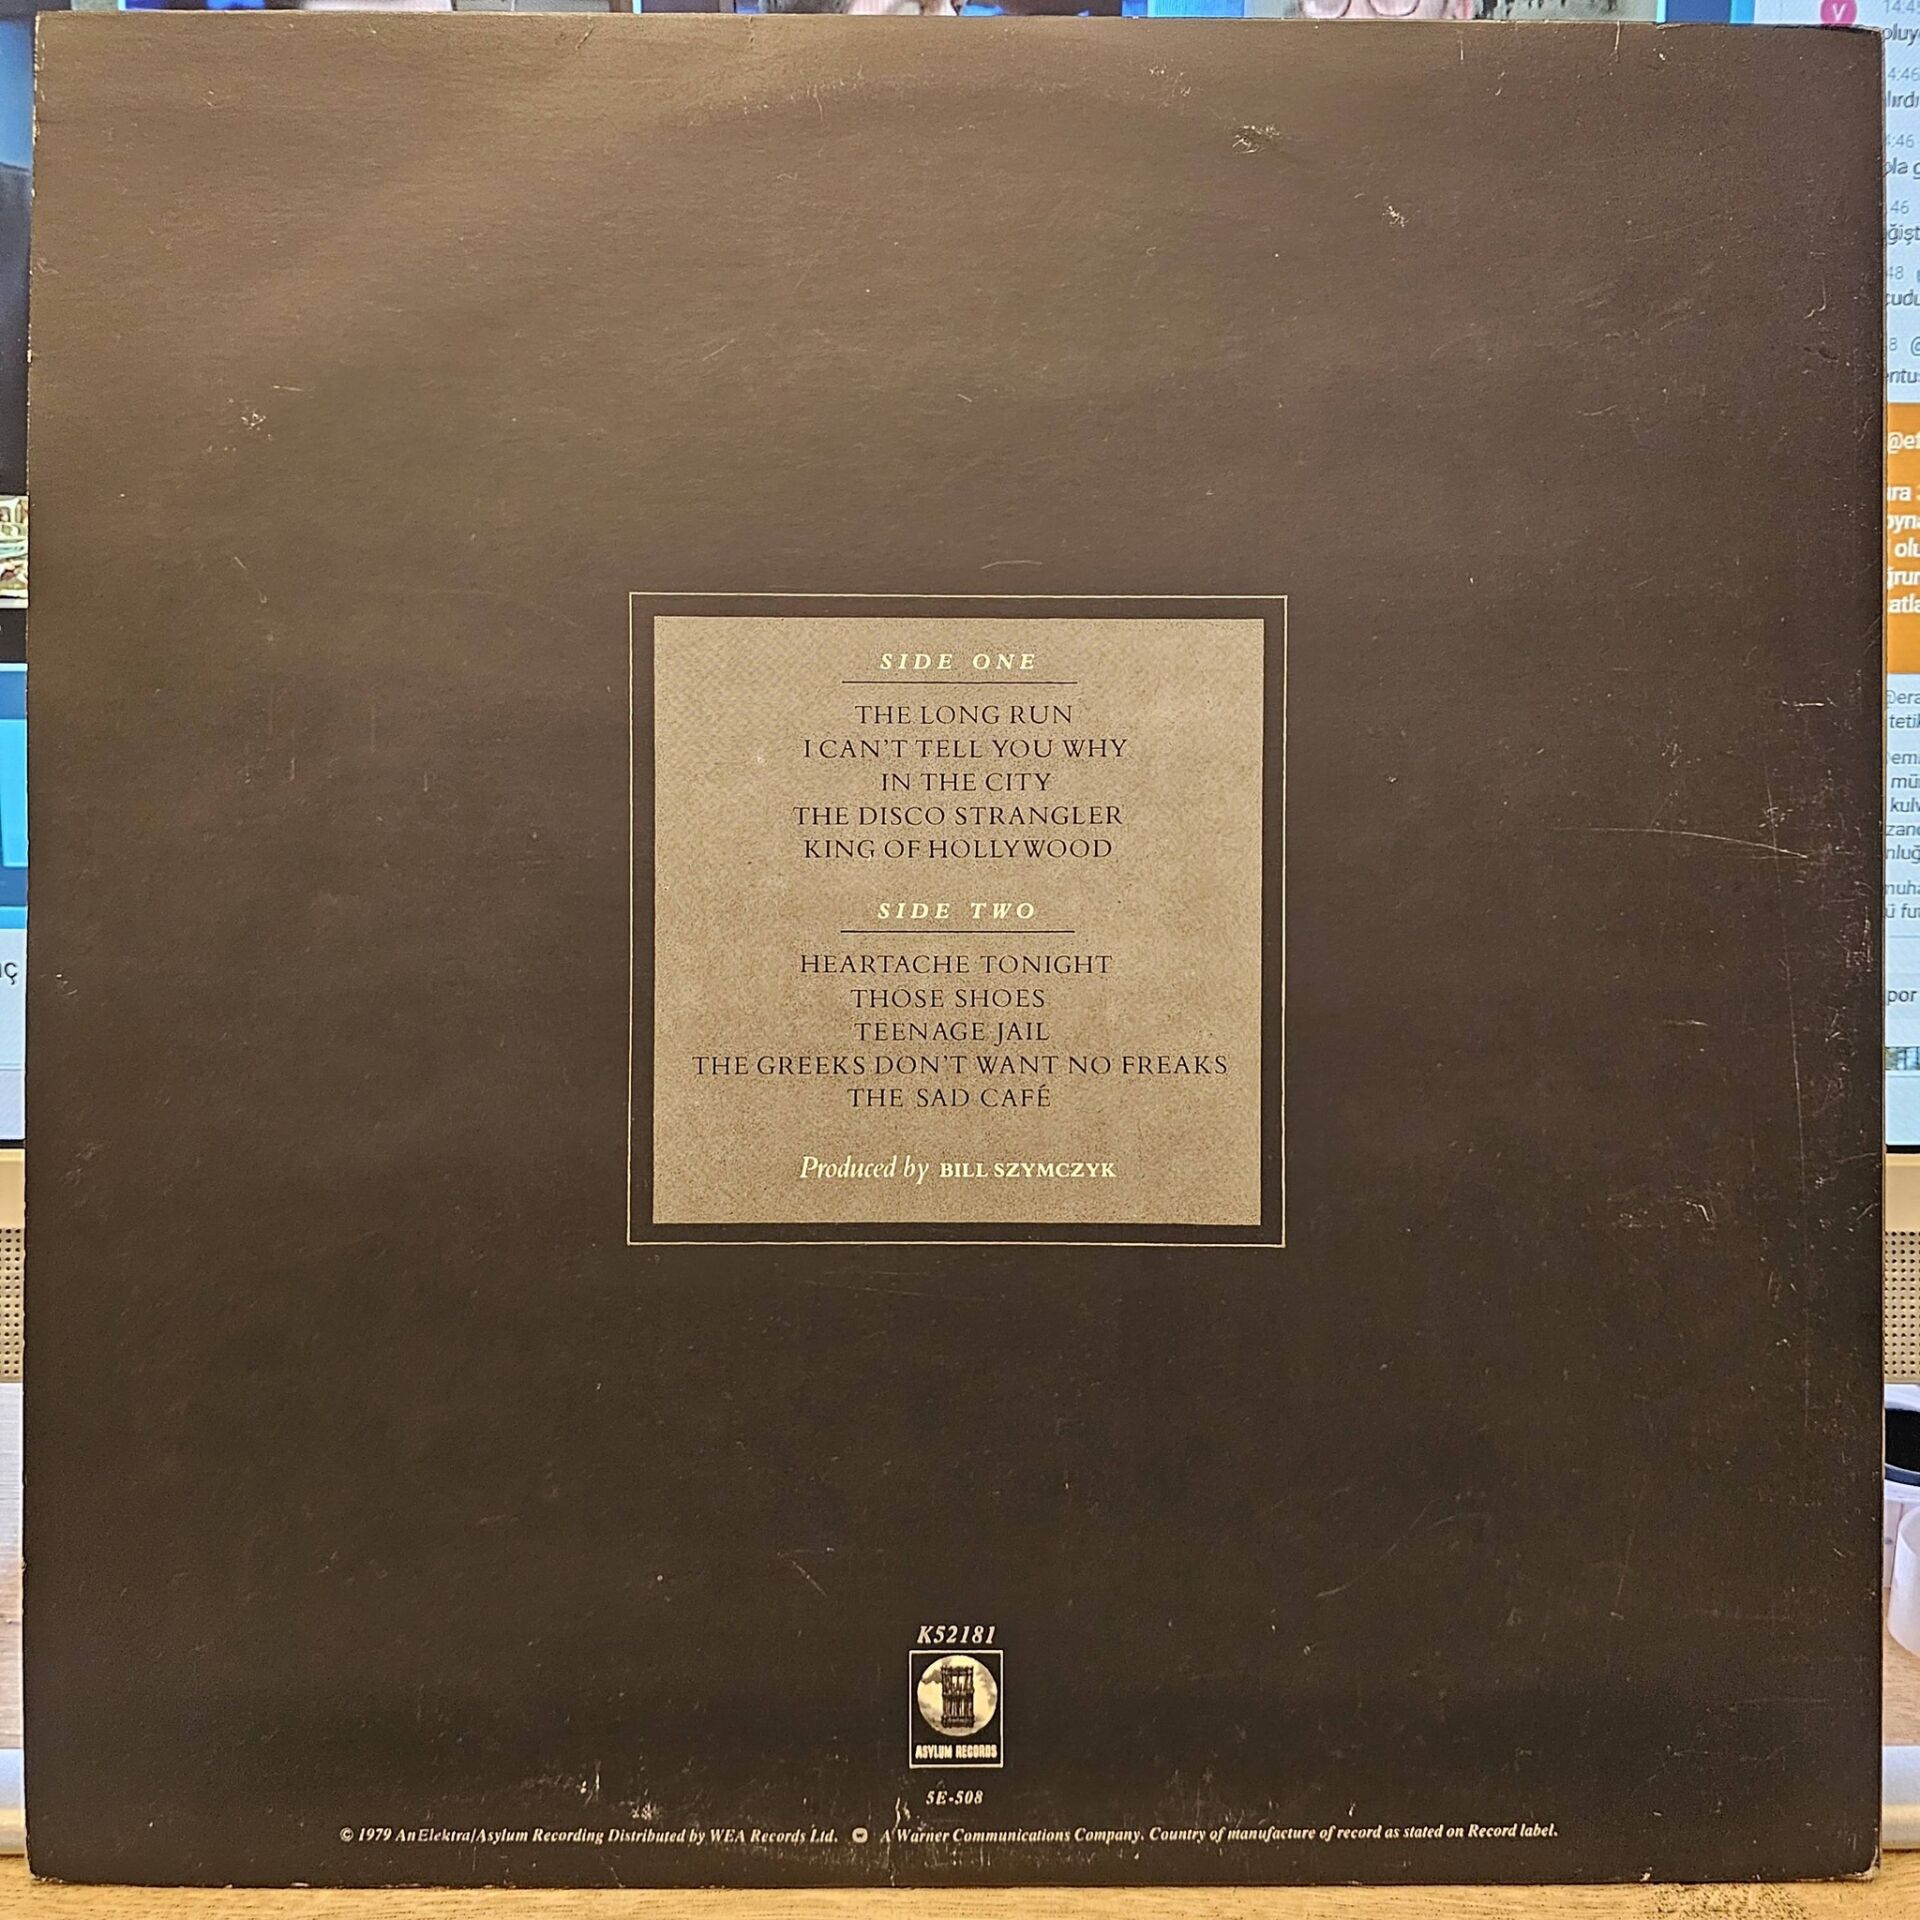 SIDE ONE
THE LONG RUN
I CAN'T TELL YOU WHY
IN THE CITY
THE DISCO STRANGLER
KING OF HOLLYWOOD
SIDE TWO
HEARTACHE TONIGHT
THOSE SHOES
TEENAGE JAIL
THE GREEKS DON'T WANT NO FREAKS
THE SAD CAFÉ
Produced by BILL SZYMCZYK
K52181
ASYLUM RECORDS
5E-508
© 1979 An Elektra/Asylum Recording Distributed by WEA Records Ltd. A Warner Communications Company. Country of manufacture of record as stated on Record label.